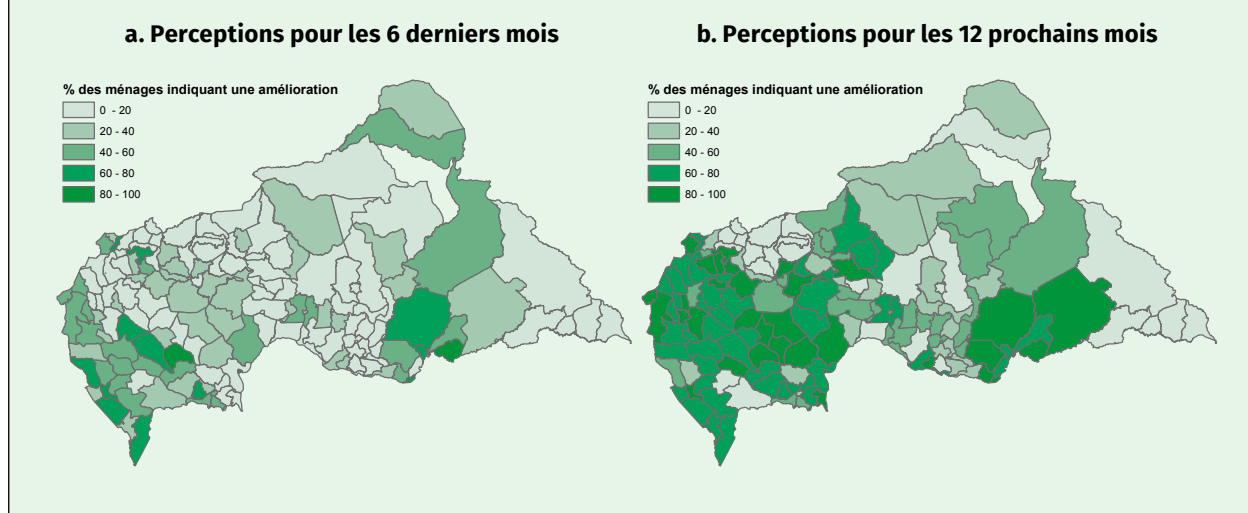 a. Perceptions pour les 6 derniers mois
% des ménages indiquant une amélioration
0 - 20
20 - 40
40 - 60
60 - 80
80 - 100
b. Perceptions pour les 12 prochains mois
% des ménages indiquant une amélioration
0 - 20
20 - 40
40 - 60
60 - 80
80 - 100